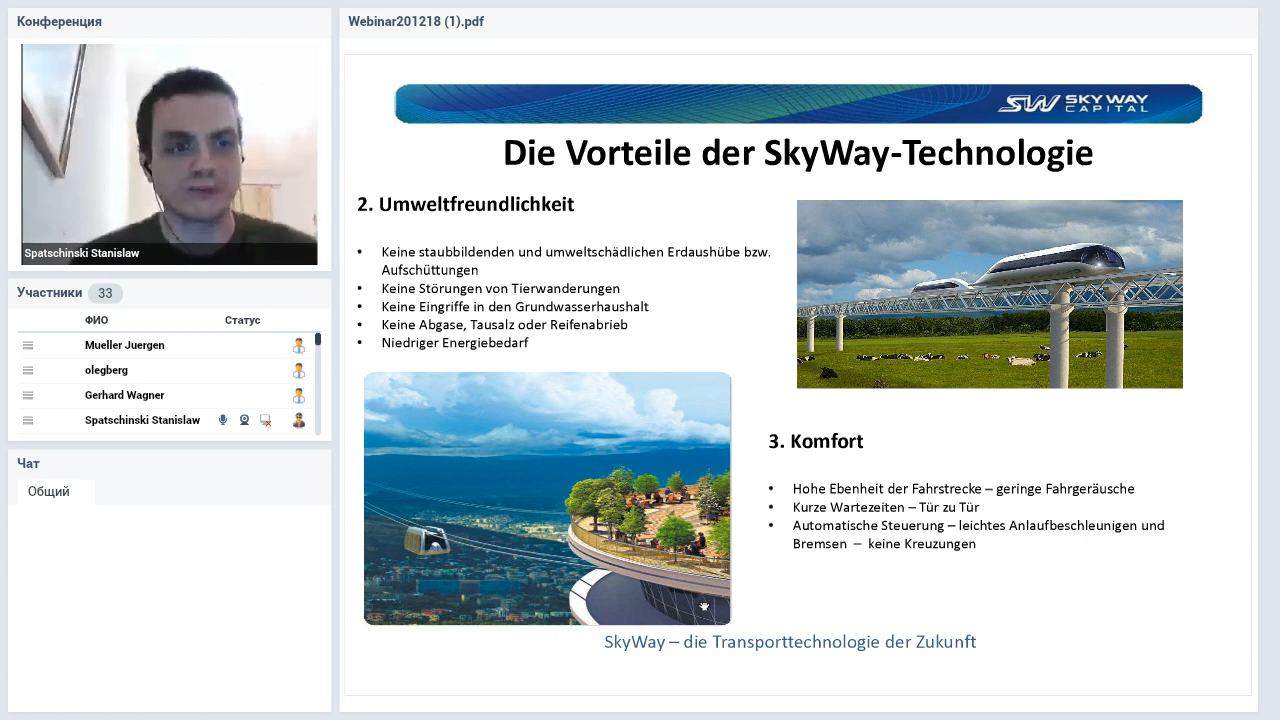 Конференция
Spatschinski Stanislaw
Участники 33
ФИО Статус
Mueller Juergen
olegberg
Gerhard Wagner
Spatschinski Stanislaw
Чат
Общий
Webinar201218 (1).pdf
SW SKY WAY
CAPITAL
Die Vorteile der SkyWay-Technologie
2. Umweltfreundlichkeit
• Keine staubbildenden und umweltschädlichen Erdaushübe bzw.
Aufschüttungen
• Keine Störungen von Tierwanderungen
• Keine Eingriffe in den Grundwasserhaushalt
• Keine Abgase, Tausalz oder Reifenabrieb
• Niedriger Energiebedarf
3. Komfort
• Hohe Ebenheit der Fahrstrecke – geringe Fahrgeräusche
• Kurze Wartezeiten – Tür zu Tür
• Automatische Steuerung – leichtes Anlaufbeschleunigen und
Bremsen – keine Kreuzungen
SkyWay – die Transporttechnologie der Zukunft